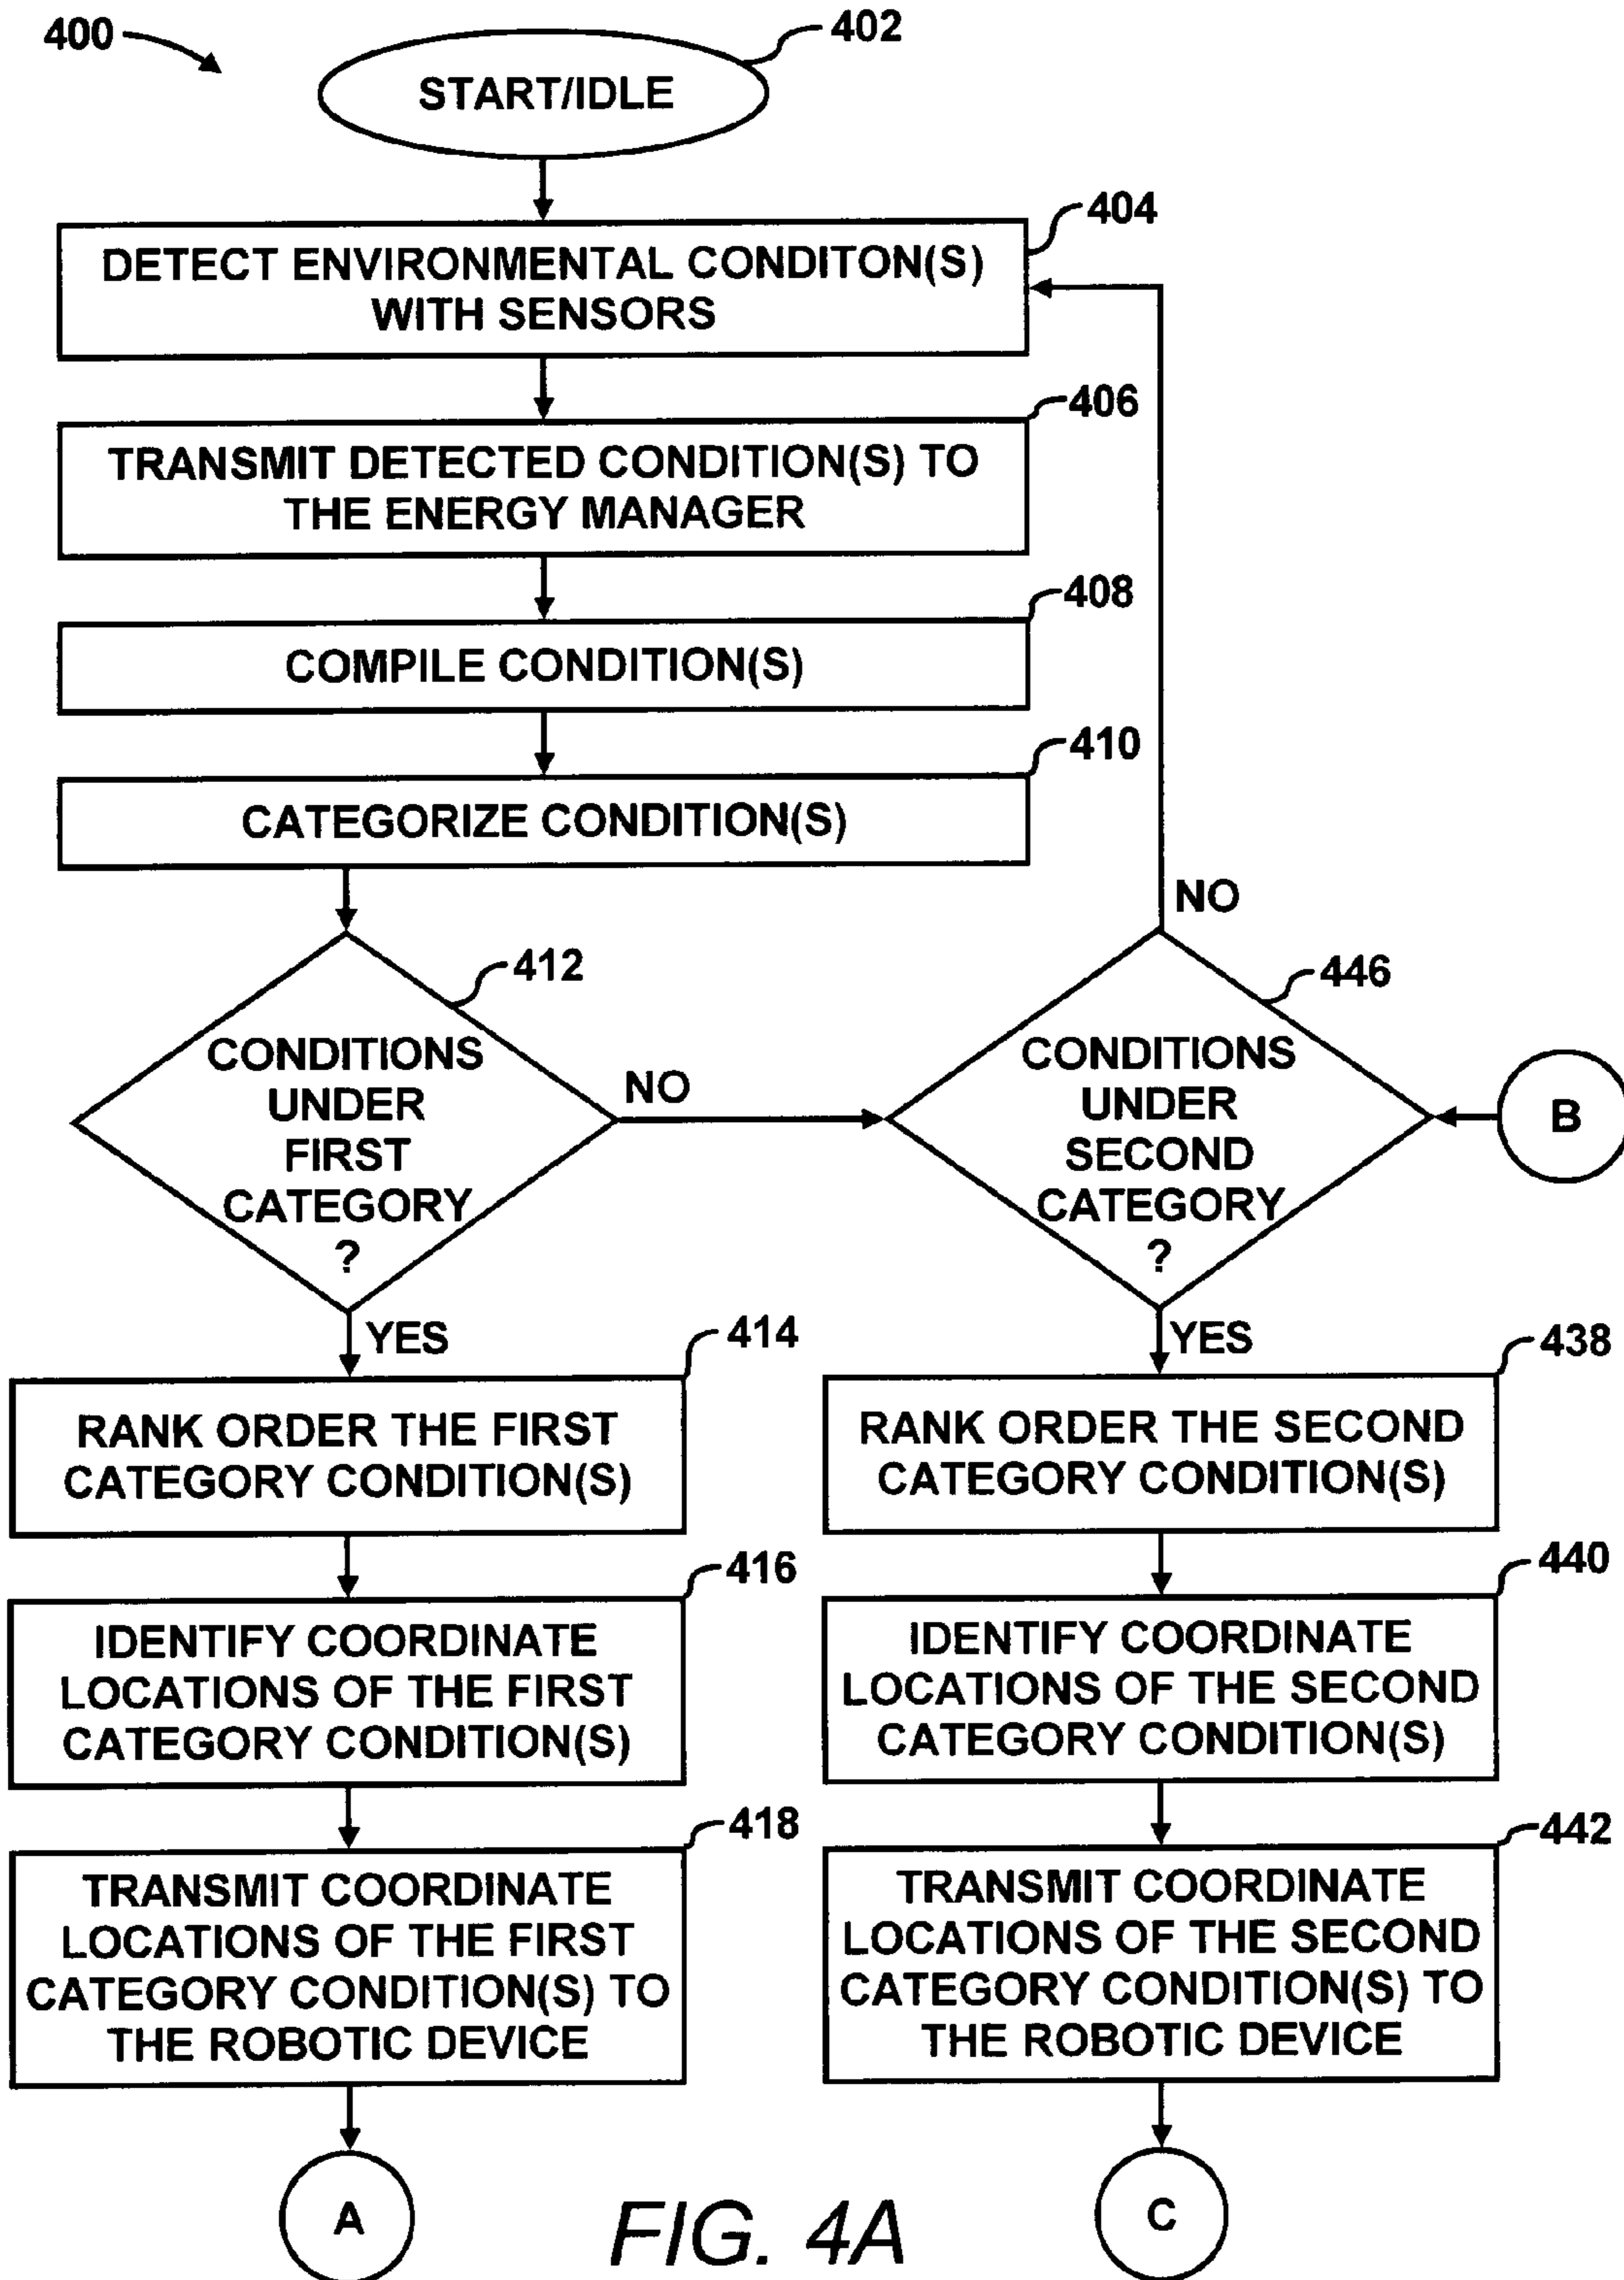 400
402
START/IDLE
404
DETECT ENVIRONMENTAL CONDITON(S)
WITH SENSORS
406
TRANSMIT DETECTED CONDITION(S) TO
THE ENERGY MANAGER
408
COMPILE CONDITION(S)
410
CATEGORIZE CONDITION(S)
412
CONDITIONS
UNDER
FIRST
CATEGORY
?
NO
YES
446
CONDITIONS
UNDER
SECOND
CATEGORY
?
NO
YES
B
414
RANK ORDER THE FIRST
CATEGORY CONDITION(S)
416
IDENTIFY COORDINATE
LOCATIONS OF THE FIRST
CATEGORY CONDITION(S)
418
TRANSMIT COORDINATE
LOCATIONS OF THE FIRST
CATEGORY CONDITION(S) TO
THE ROBOTIC DEVICE
A
438
RANK ORDER THE SECOND
CATEGORY CONDITION(S)
440
IDENTIFY COORDINATE
LOCATIONS OF THE SECOND
CATEGORY CONDITION(S)
442
TRANSMIT COORDINATE
LOCATIONS OF THE SECOND
CATEGORY CONDITION(S) TO
THE ROBOTIC DEVICE
C
FIG. 4A